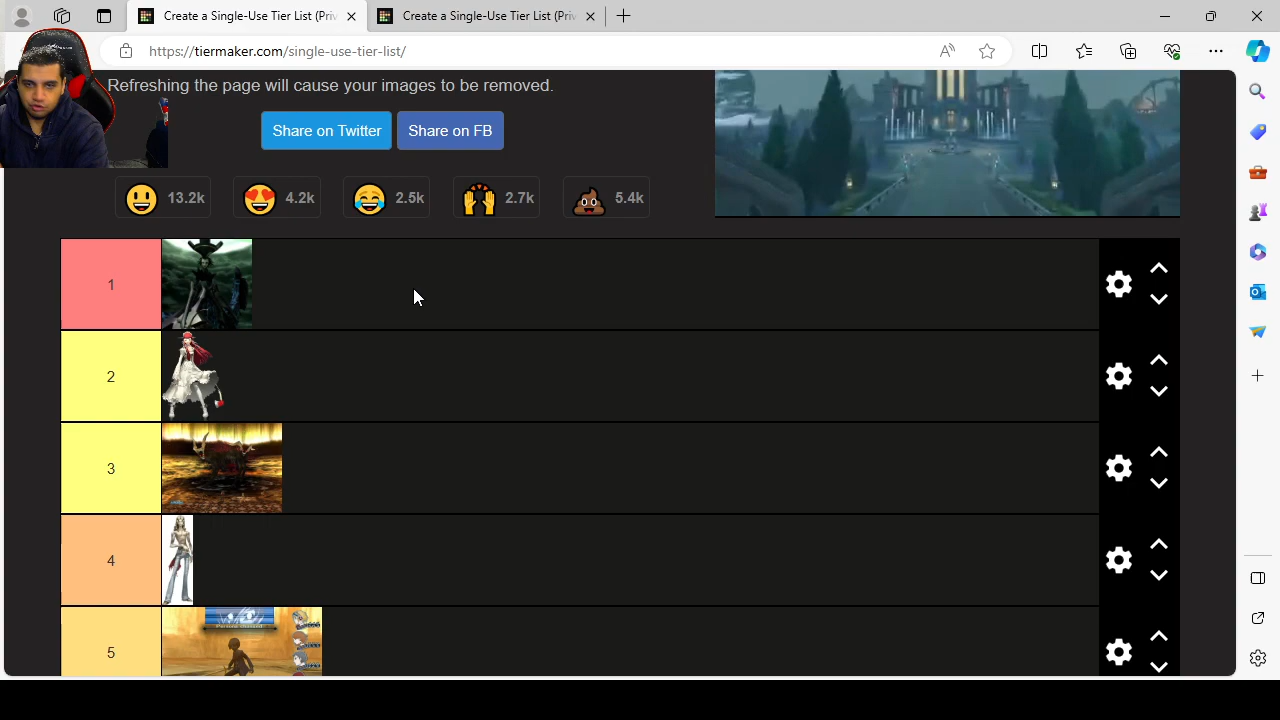 Create a Single-Use Tier List (Priv
Create a Single-Use Tier List (Priv
https://tiermaker.com/single-use-tier-list/
Refreshing the page will cause your images to be removed.
Share on Twitter
Share on FB
13.2k
4.2k
2.5k
2.7k
5.4k
1
2
3
4
5